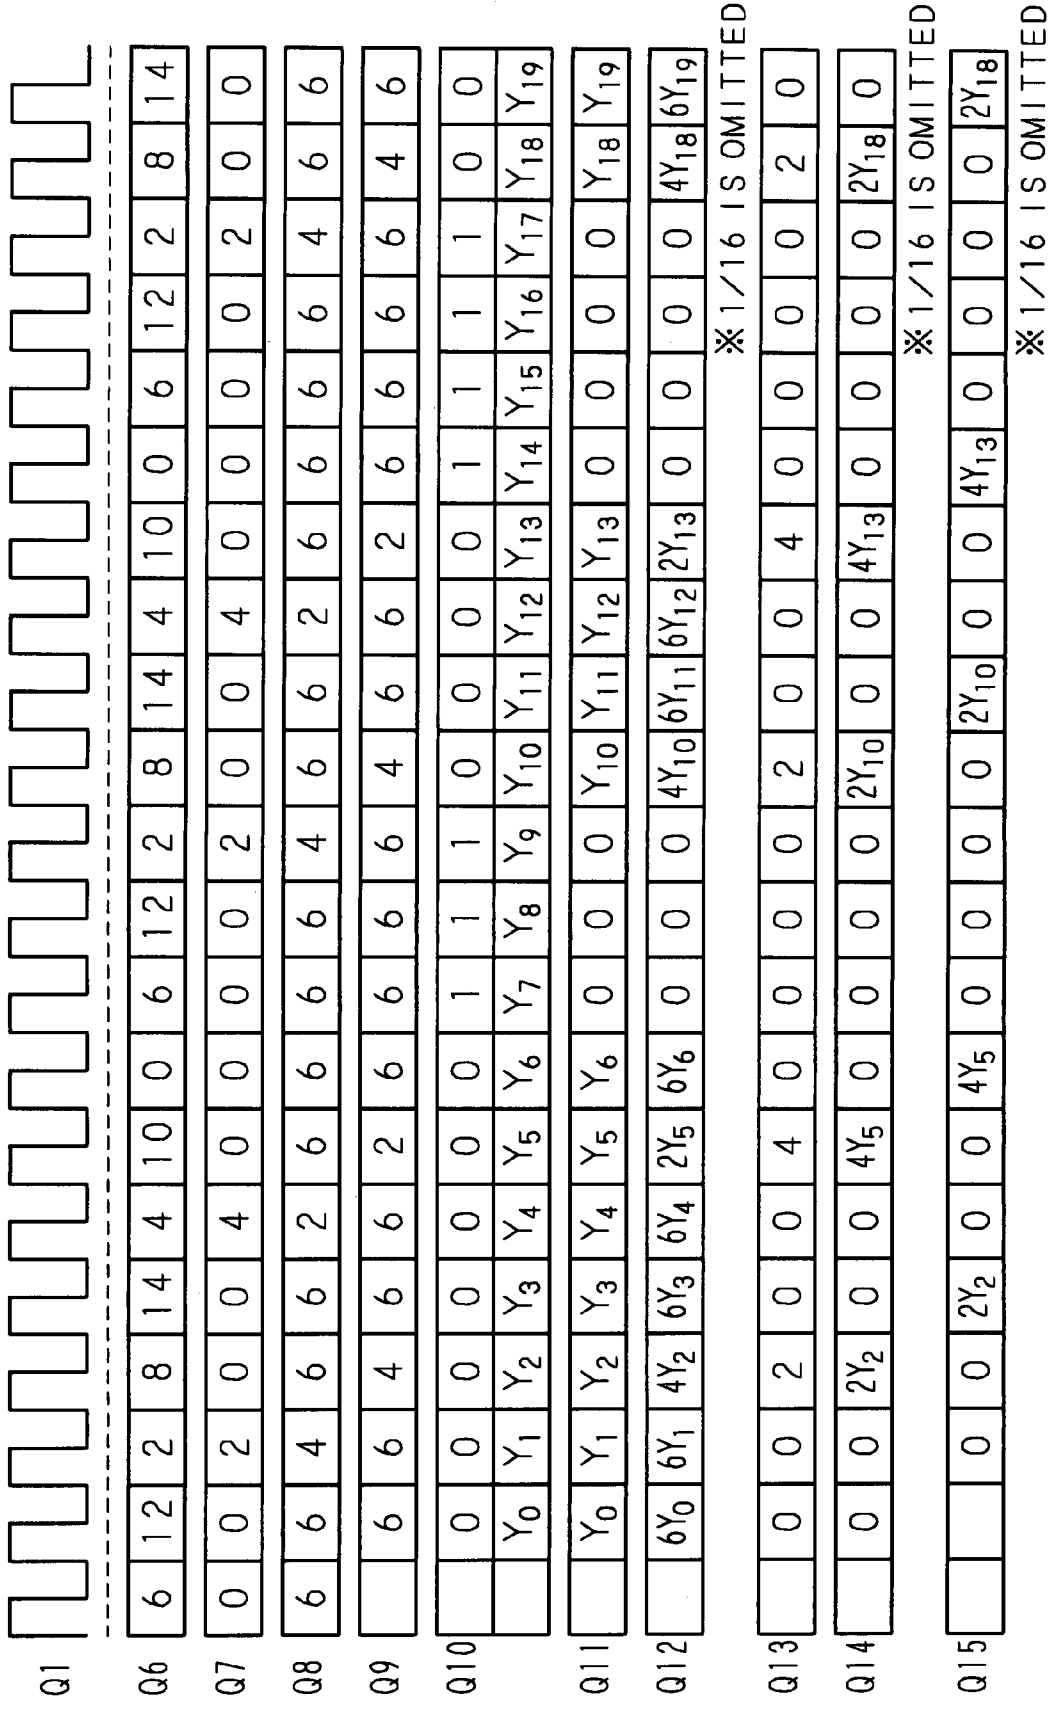 Q1
Q6 6 12 2 8 14 4 10 0 6 12 2 8 14 4 10 0 6 12 2 8 14
Q7 0 0 2 0 0 4 0 0 0 0 2 0 0 4 0 0 0 0 2 0 0
Q8 6 6 4 6 6 2 6 6 6 6 4 6 6 2 6 6 6 6 4 6 6
Q9 6 6 4 6 6 2 6 6 6 6 4 6 6 2 6 6 6 6 4 6
Q10 0 0 0 0 0 0 0 1 1 1 0 0 0 0 1 1 1 1 0 0
Y0 Y1 Y2 Y3 Y4 Y5 Y6 Y7 Y8 Y9 Y10 Y11 Y12 Y13 Y14 Y15 Y16 Y17 Y18 Y19
Q11 Y0 Y1 Y2 Y3 Y4 Y5 Y6 0 0 0 Y10 Y11 Y12 Y13 0 0 0 0 Y18 Y19
Q12 6Y0 6Y1 4Y2 6Y3 6Y4 2Y5 6Y6 0 0 0 4Y10 6Y11 6Y12 2Y13 0 0 0 0 4Y18 6Y19
※1/16 IS OMITTED
Q13 0 0 2 0 0 4 0 0 0 0 2 0 0 4 0 0 0 0 2 0
Q14 0 0 2Y2 0 0 4Y5 0 0 0 0 2Y10 0 0 4Y13 0 0 0 0 2Y18 0
※1/16 IS OMITTED
Q15 0 0 2Y2 0 0 4Y5 0 0 0 0 2Y10 0 0 4Y13 0 0 0 0 2Y18
※1/16 IS OMITTED